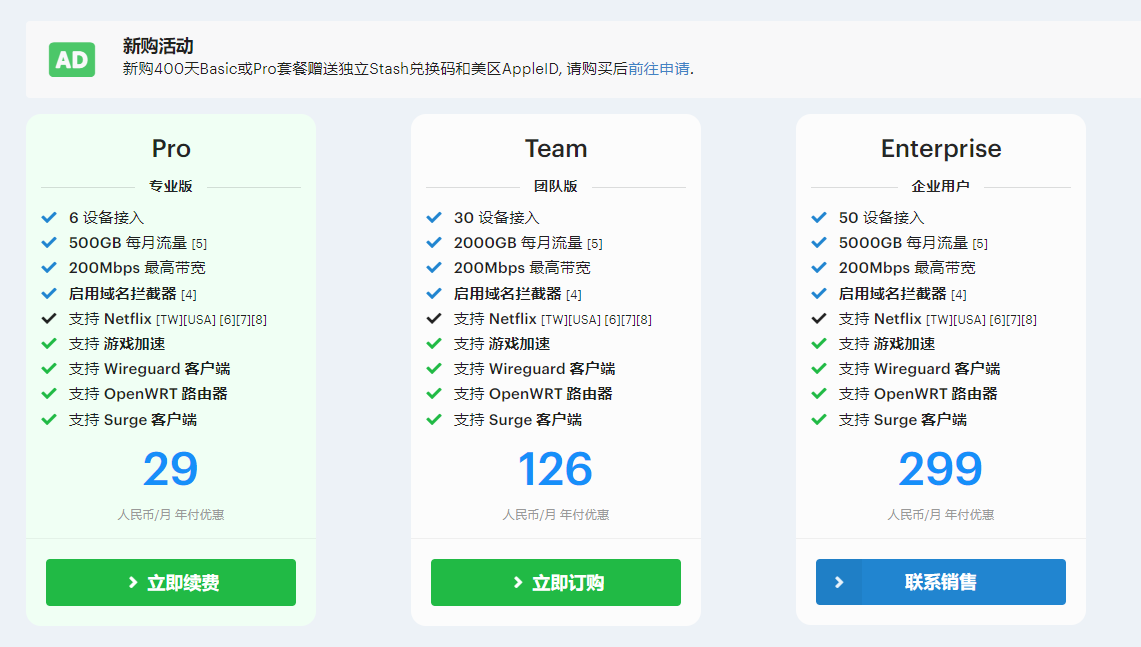 AD
新购活动
新购400天Basic或Pro套餐赠送独立Stash兑换码和美区AppleID, 请购买后前往申请.
Pro
专业版
6 设备接入
500GB 每月流量 [5]
200Mbps 最高带宽
启用域名拦截器 [4]
支持 Netflix [TW][USA] [6][7][8]
支持 游戏加速
支持 Wireguard 客户端
支持 OpenWRT 路由器
支持 Surge 客户端
29
人民币/月 年付优惠
立即续费
Team
团队版
30 设备接入
2000GB 每月流量 [5]
200Mbps 最高带宽
启用域名拦截器 [4]
支持 Netflix [TW][USA] [6][7][8]
支持 游戏加速
支持 Wireguard 客户端
支持 OpenWRT 路由器
支持 Surge 客户端
126
人民币/月 年付优惠
立即订购
Enterprise
企业用户
50 设备接入
5000GB 每月流量 [5]
200Mbps 最高带宽
启用域名拦截器 [4]
支持 Netflix [TW][USA] [6][7][8]
支持 游戏加速
支持 Wireguard 客户端
支持 OpenWRT 路由器
支持 Surge 客户端
299
人民币/月 年付优惠
联系销售